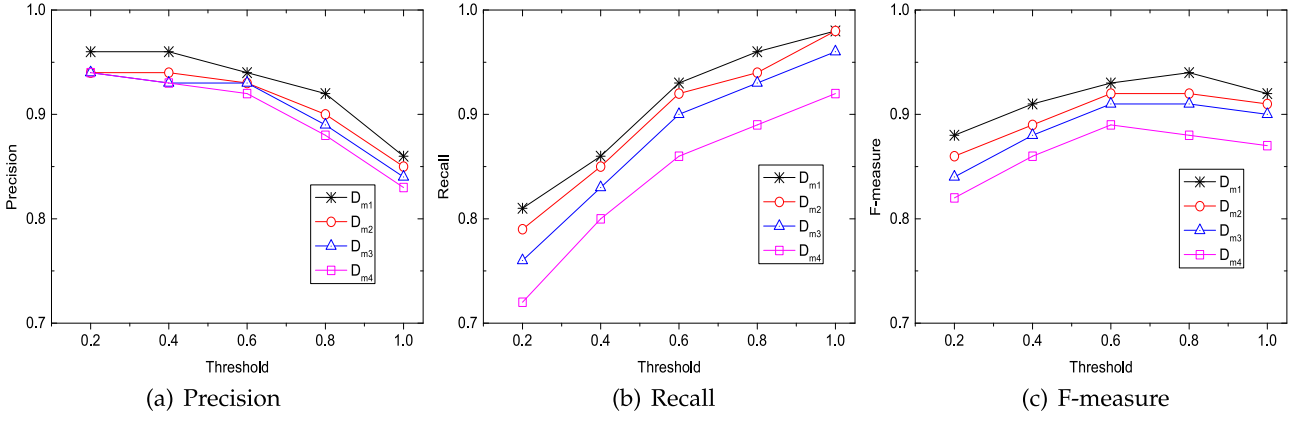 1.0
0.9
0.8
0.7
Precision
0.2 0.4 0.6 0.8 1.0
Threshold
Dm1
Dm2
Dm3
Dm4
(a) Precision
1.0
0.9
0.8
0.7
Recall
0.2 0.4 0.6 0.8 1.0
Threshold
Dm1
Dm2
Dm3
Dm4
(b) Recall
1.0
0.9
0.8
0.7
F-measure
0.2 0.4 0.6 0.8 1.0
Threshold
Dm1
Dm2
Dm3
Dm4
(c) F-measure